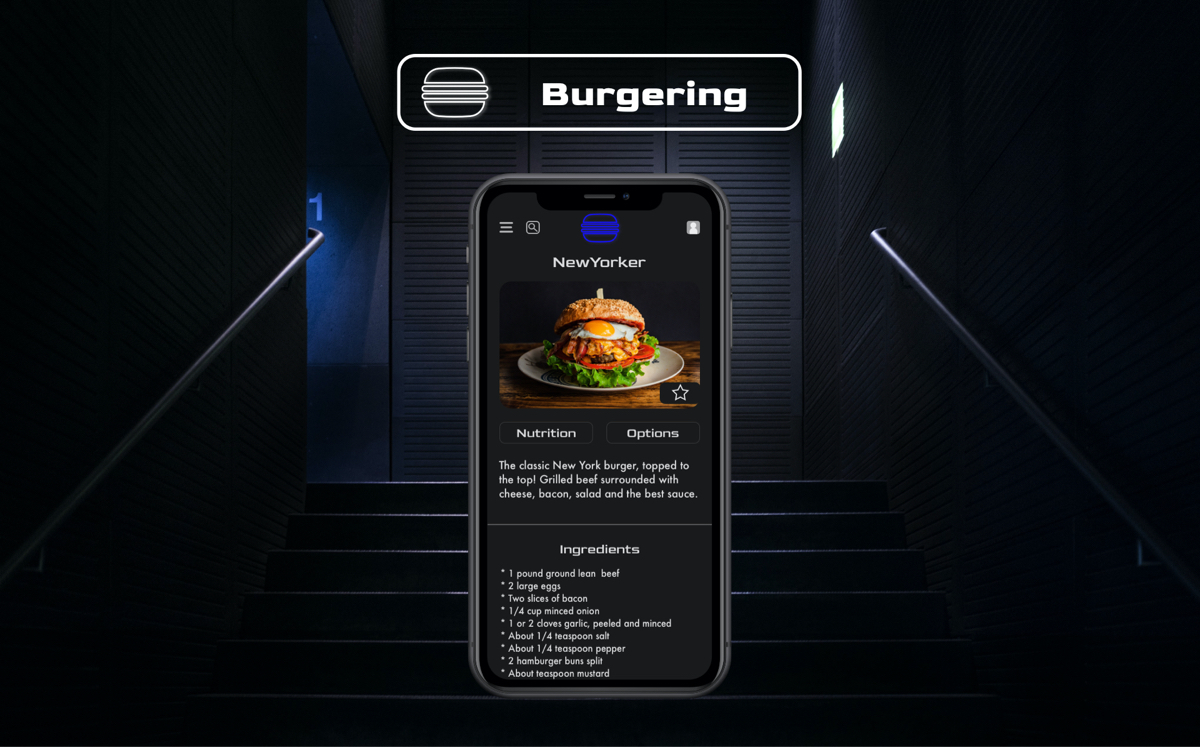 Burgering
1
NewYorker
Nutrition
Options
The classic New York burger, topped to
the top! Grilled beef surrounded with
cheese, bacon, salad and the best sauce.
Ingredients
* 1 pound ground lean  beef
* 2 large eggs
* Two slices of bacon
* 1/4 cup minced onion
* 1 or 2 cloves garlic, peeled and minced
* About 1/4 teaspoon salt
* About 1/4 teaspoon pepper
* 2 hamburger buns split
* About teaspoon mustard